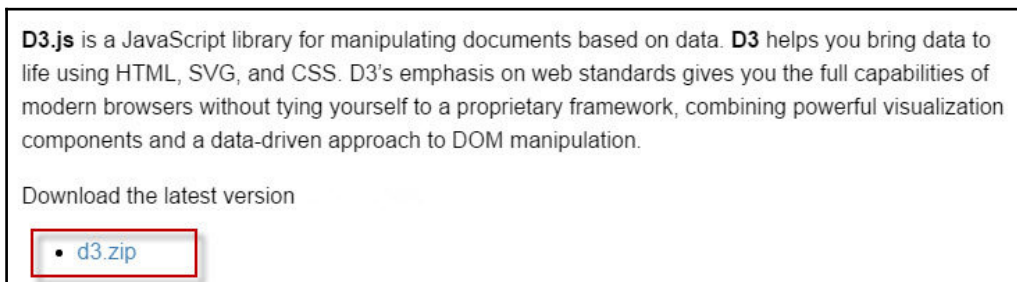 D3.js is a JavaScript library for manipulating documents based on data. D3 helps you bring data to
life using HTML, SVG, and CSS. D3’s emphasis on web standards gives you the full capabilities of
modern browsers without tying yourself to a proprietary framework, combining powerful visualization
components and a data-driven approach to DOM manipulation.
Download the latest version
• d3.zip